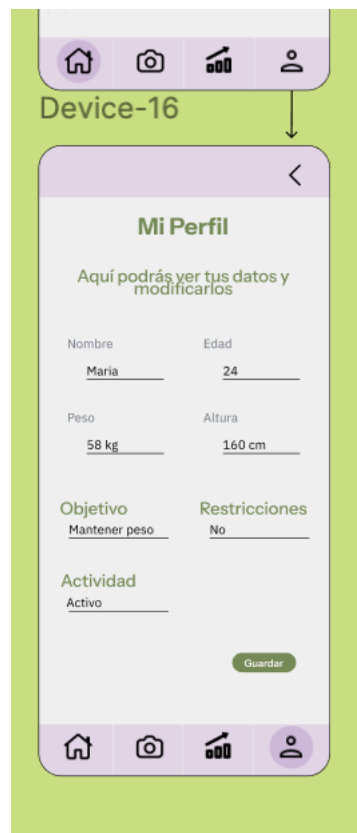 Device-16
Mi Perfil
Aquí podrás ver tus datos y
modificarlos
Nombre Edad
Maria 24
Peso Altura
58 kg 160 cm
Objetivo Restricciones
Mantener peso No
Actividad
Activo
Guardar